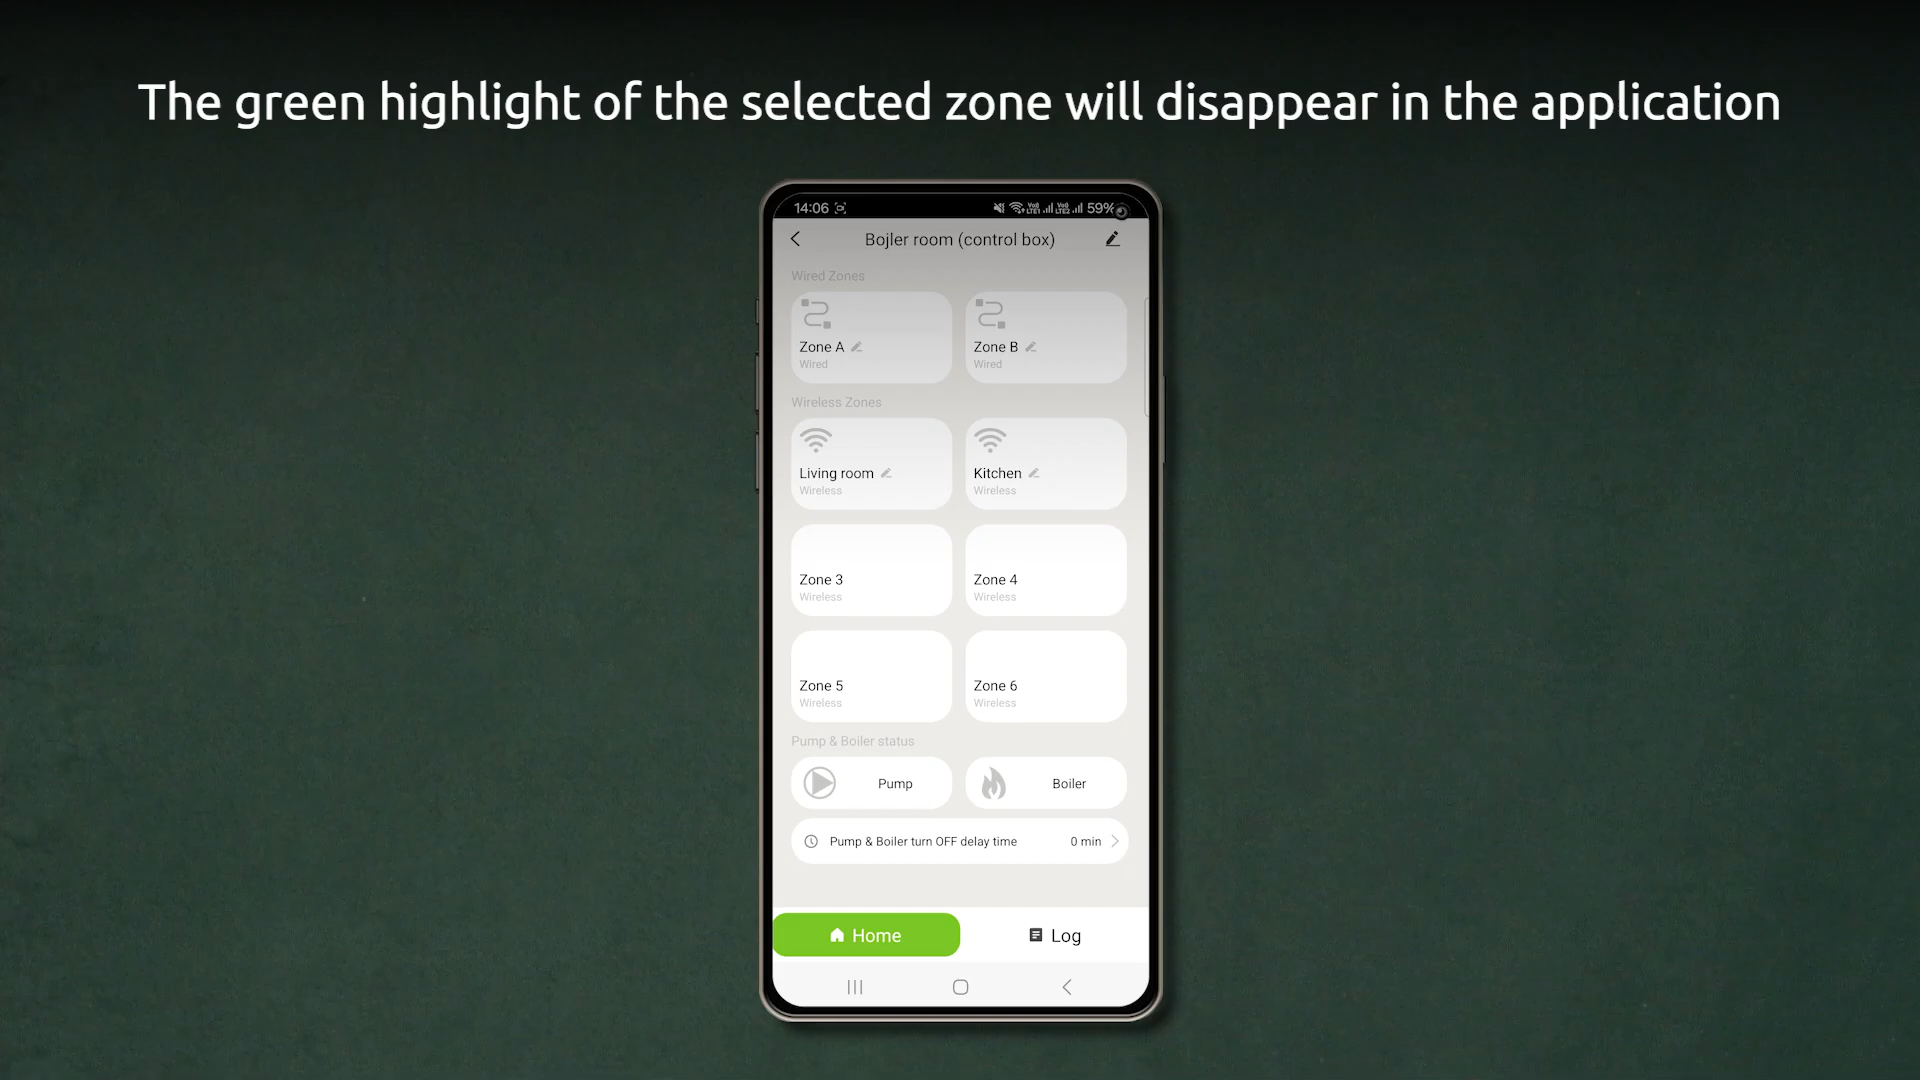 The green highlight of the selected zone will disappear in the application
14:06
59%
Bojler room (control box)
Wired Zones
Zone A
Wired
Zone B
Wired
Wireless Zones
Living room
Wireless
Kitchen
Wireless
Zone 3
Wireless
Zone 4
Wireless
Zone 5
Wireless
Zone 6
Wireless
Pump & Boiler status
Pump
Boiler
Pump & Boiler turn OFF delay time 0 min
Home
Log